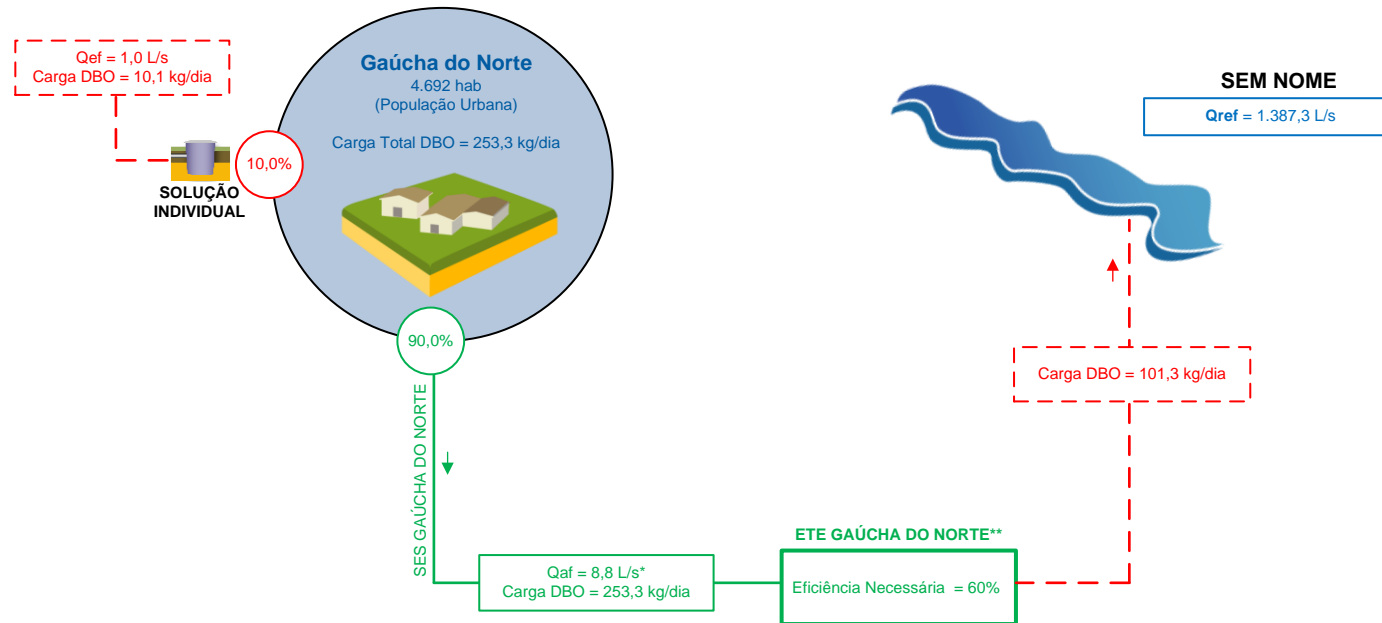 Qef = 1,0 L/s
Carga DBO = 10,1 kg/dia
SOLUÇÃO
INDIVIDUAL
10,0%
Gaúcha do Norte
4.692 hab
(População Urbana)
Carga Total DBO = 253,3 kg/dia
90,0%
SES GAÚCHA DO NORTE
Qaf = 8,8 L/s*
Carga DBO = 253,3 kg/dia
ETE GAÚCHA DO NORTE**
Eficiência Necessária = 60%
Carga DBO = 101,3 kg/dia
SEM NOME
Qref = 1.387,3 L/s